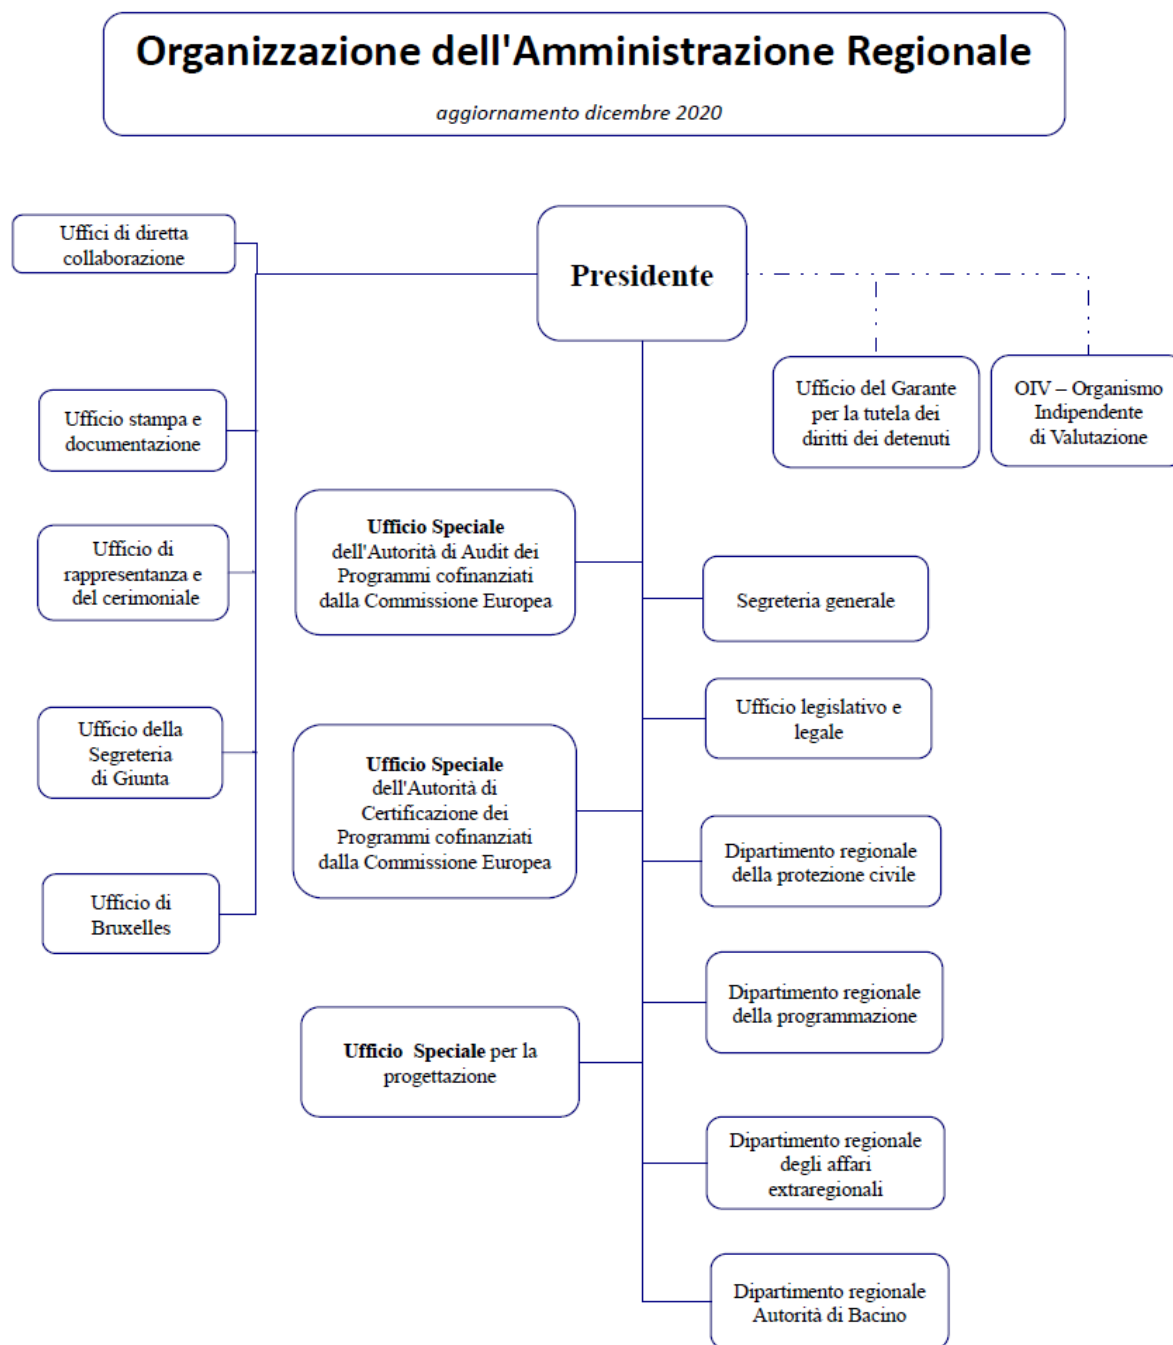 Organizzazione dell'Amministrazione Regionale
aggiornamento dicembre 2020
Uffici di diretta
collaborazione
Presidente
Ufficio stampa e
documentazione
Ufficio del Garante
per la tutela dei
diritti dei detenuti
OIV – Organismo
Indipendente
di Valutazione
Ufficio di
rappresentanza e
del cerimoniale
Ufficio Speciale
dell'Autorità di Audit dei
Programmi cofinanziati
dalla Commissione Europea
Segreteria generale
Ufficio della
Segreteria
di Giunta
Ufficio Speciale
dell'Autorità di
Certificazione dei
Programmi cofinanziati
dalla Commissione Europea
Ufficio legislativo e
legale
Dipartimento regionale
della protezione civile
Ufficio di
Bruxelles
Dipartimento regionale
della programmazione
Ufficio  Speciale per la
progettazione
Dipartimento regionale
degli affari
extraregionali
Dipartimento regionale
Autorità di Bacino